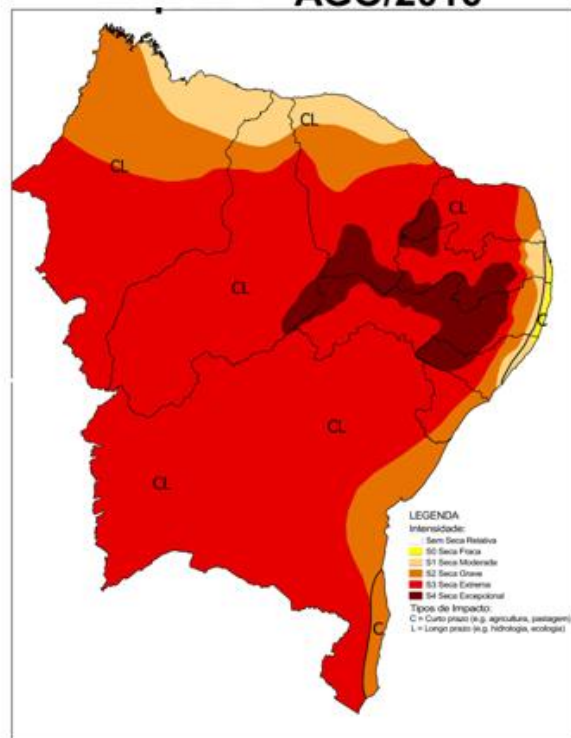 AGO/2016
CL
CL
CL
CL
C
CL
CL
C
LEGENDA
Intensidade:
Sem Seca Relativa
S0 Seca Fraca
S1 Seca Moderada
S2 Seca Grave
S3 Seca Extrema
S4 Seca Excepcional
Tipos de Impacto:
C = Curto prazo (e.g. agricultura, pastagem)
L = Longo prazo (e.g. hidrologia, ecologia)